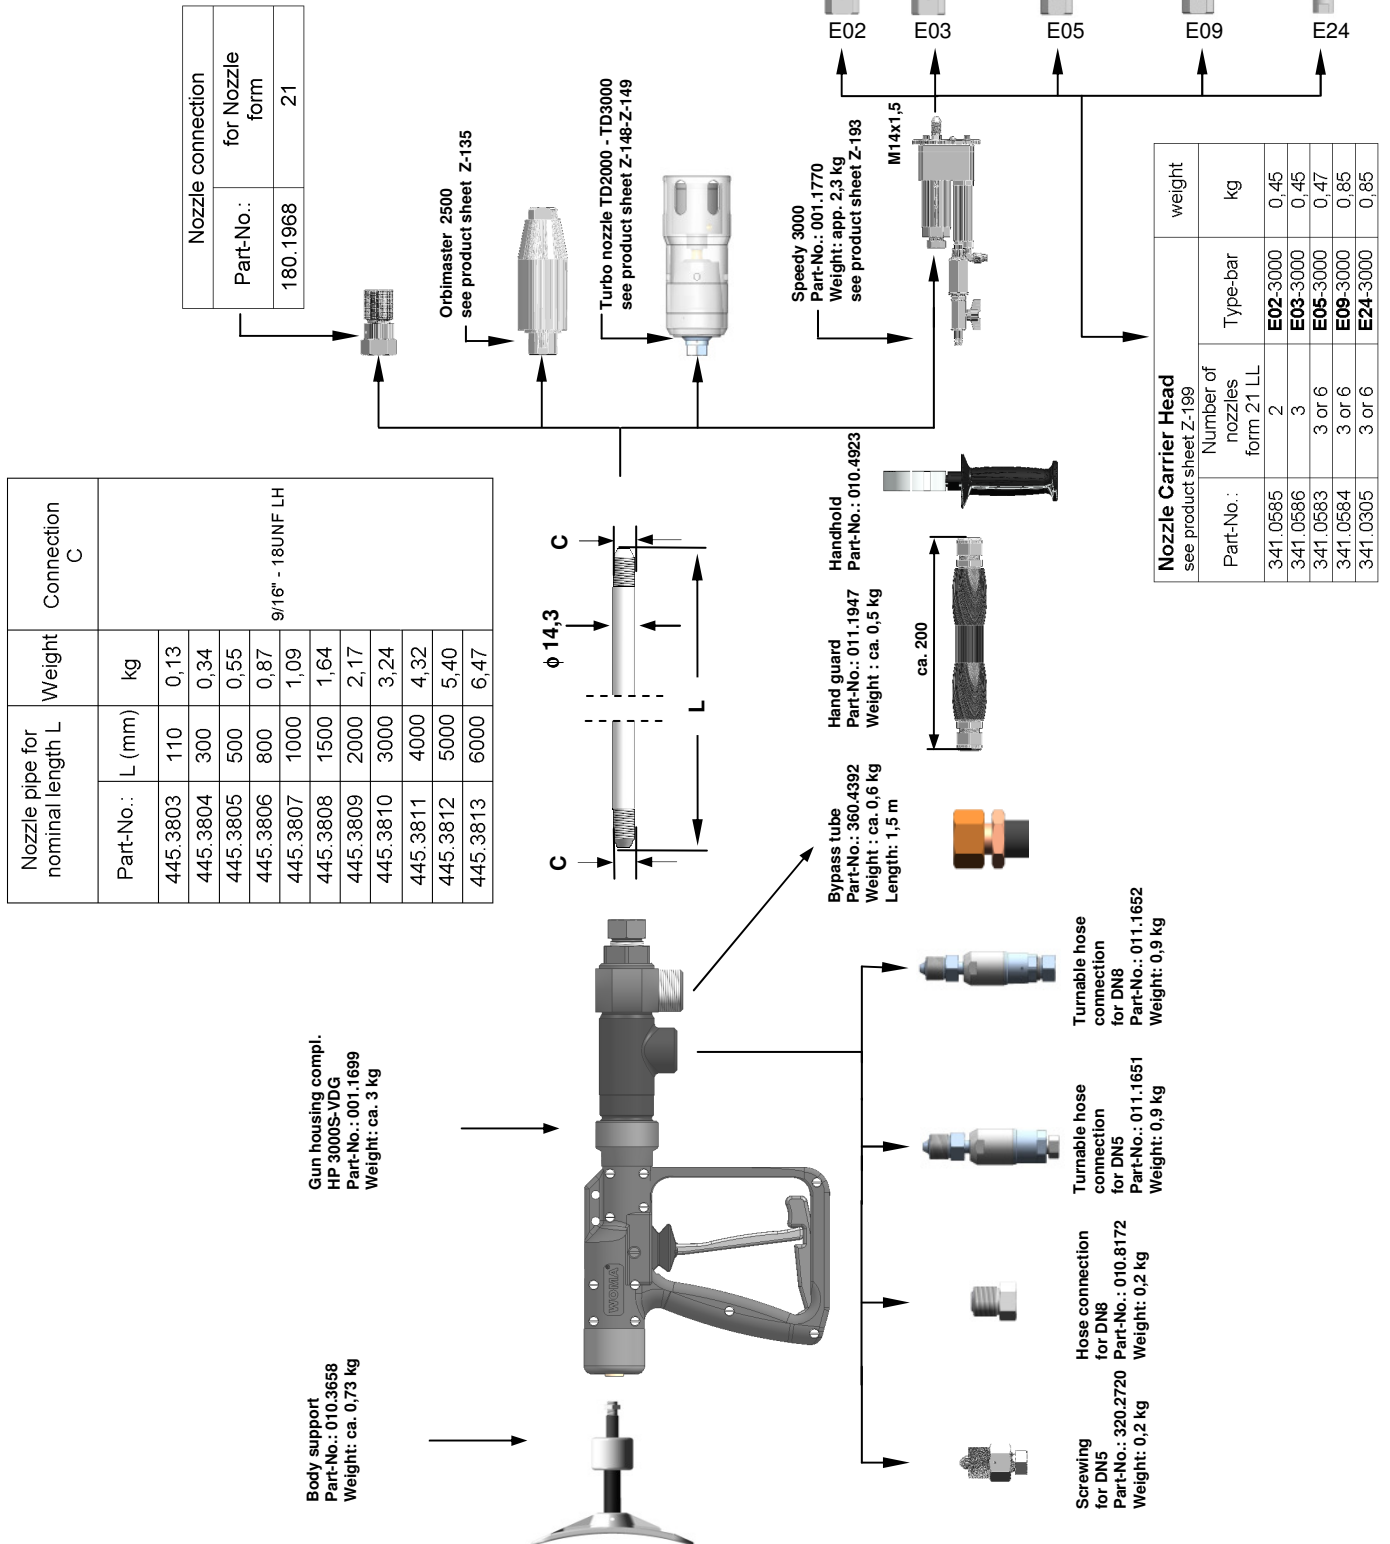 Nozzle pipe for
nominal length L
Weight
Connection
C
Part-No.: L (mm) kg
445.3803 110 0,13
445.3804 300 0,34
445.3805 500 0,55
445.3806 800 0,87
445.3807 1000 1,09
445.3808 1500 1,64
445.3809 2000 2,17
445.3810 3000 3,24
445.3811 4000 4,32
445.3812 5000 5,40
445.3813 6000 6,47
9/16" - 18UNF LH
Nozzle connection
Part-No.: for Nozzle
form
180.1968 21
Body support
Part-No.: 010.3658
Weight: ca. 0,73 kg
Gun housing compl.
HP 3000S-VDG
Part-No.: 001.1699
Weight: ca. 3 kg
WOMA®
Orbimaster 2500
see product sheet Z-135
Turbo nozzle TD2000 - TD3000
see product sheet Z-148-Z-149
Speedy 3000
Part-No.: 001.1770
Weight: app. 2,3 kg
see product sheet Z-193
M14x1,5
C
ϕ 14,3
C
L
Bypass tube
Part-No.: 360.4392
Weight : ca. 0,6 kg
Length: 1,5 m
Hand guard
Part-No.: 011.1947
Weight : ca. 0,5 kg
ca. 200
Handhold
Part-No.: 010.4923
E02
E03
E05
E09
E24
Screwing
for DN5
Part-No.: 320.2720
Weight: 0,2 kg
Hose connection
for DN8
Part-No.: 010.8172
Weight: 0,2 kg
Turnable hose
connection
for DN5
Part-No.: 011.1651
Weight: 0,9 kg
Turnable hose
connection
for DN8
Part-No.: 011.1652
Weight: 0,9 kg
Nozzle Carrier Head
see product sheet Z-199
weight
Part-No.: Number of
nozzles
form 21 LL
Type-bar kg
341.0585 2 E02-3000 0,45
341.0586 3 E03-3000 0,45
341.0583 3 or 6 E05-3000 0,47
341.0584 3 or 6 E09-3000 0,85
341.0305 3 or 6 E24-3000 0,85